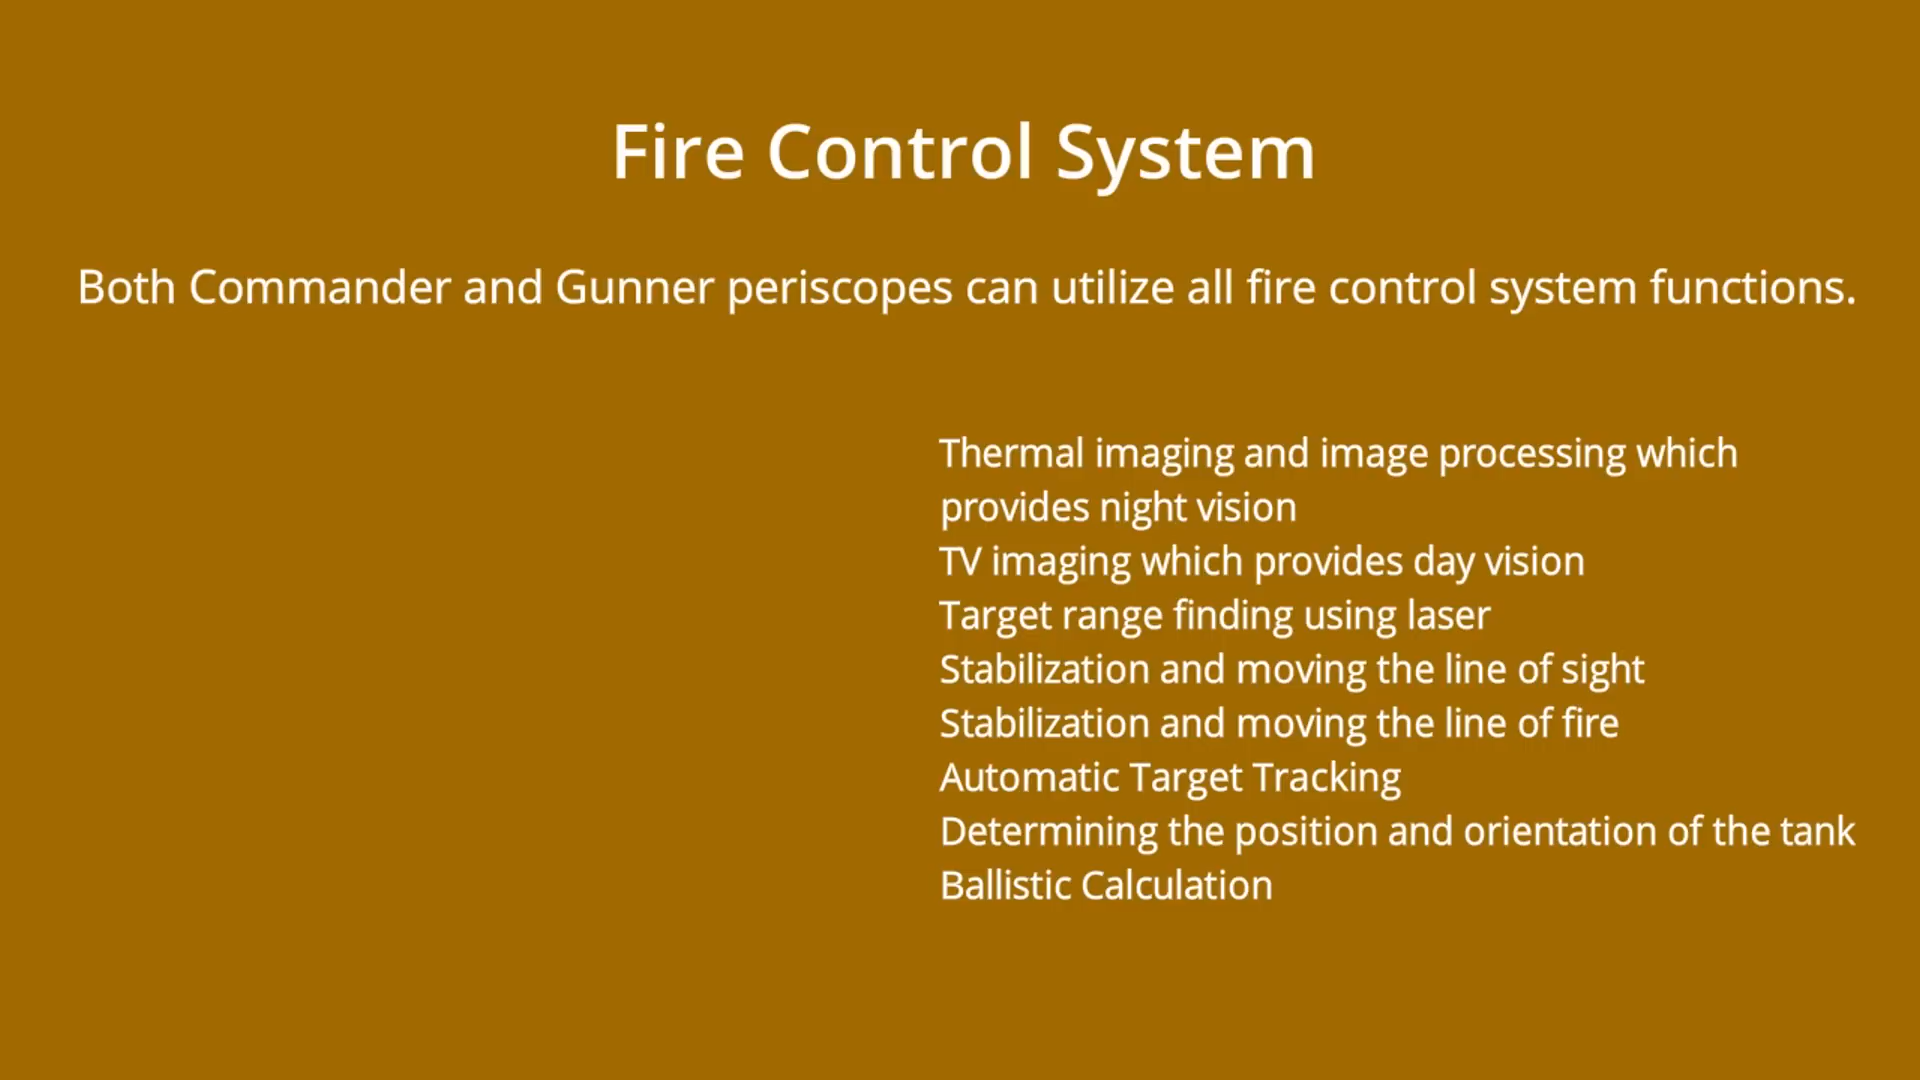 Fire Control System
Both Commander and Gunner periscopes can utilize all fire control system functions.
Thermal imaging and image processing which
provides night vision
TV imaging which provides day vision
Target range finding using laser
Stabilization and moving the line of sight
Stabilization and moving the line of fire
Automatic Target Tracking
Determining the position and orientation of the tank
Ballistic Calculation